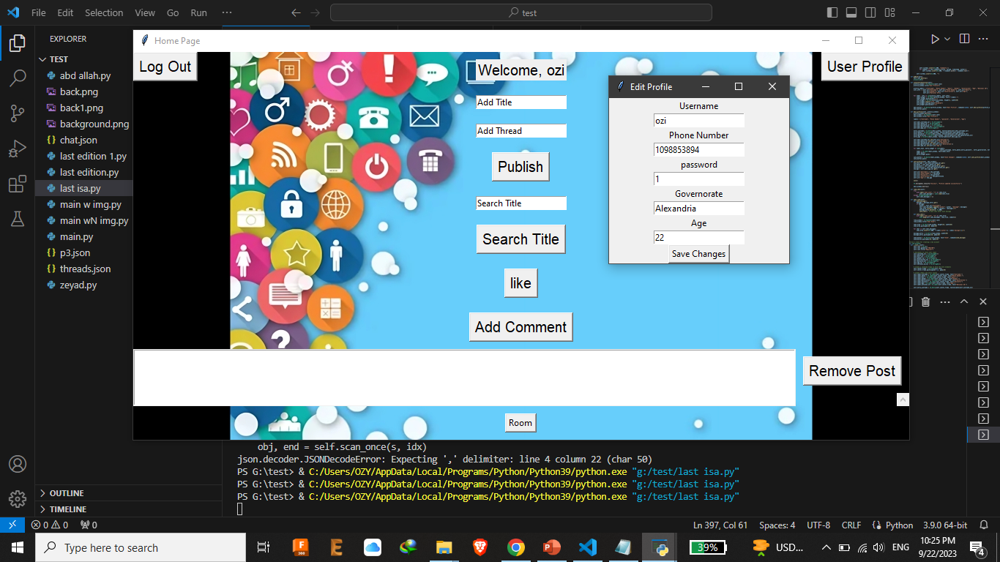 File Edit Selection View Go Run ···
test
EXPLORER
TEST
abd allah.py
back.png
back1.png
background.png
chat.json
last edition 1.py
last edition.py
last isa.py
main w img.py
main wN img.py
main.py
p3.json
threads.json
zeyad.py
OUTLINE
TIMELINE
Home Page
Log Out
Welcome, ozi
User Profile
Add Title
Add Thread
Publish
Search Title
Search Title
like
Add Comment
Remove Post
Room
Edit Profile
Username
ozi
Phone Number
1098853894
password
1
Governorate
Alexandria
Age
22
Save Changes
obj, end = self.scan_once(s, idx)
json.decoder.JSONDecodeError: Expecting ',' delimiter: line 4 column 22 (char 50)
PS G:\test> & C:/Users/OZY/AppData/Local/Programs/Python/Python39/python.exe "g:/test/last isa.py"
PS G:\test> & C:/Users/OZY/AppData/Local/Programs/Python/Python39/python.exe "g:/test/last isa.py"
PS G:\test> & C:/Users/OZY/AppData/Local/Programs/Python/Python39/python.exe "g:/test/last isa.py"
0 0 0 Ln 397, Col 61 Spaces: 4 UTF-8 CRLF Python 3.9.0 64-bit
Type here to search
39%
USD...
ENG
10:25 PM
9/22/2023
4